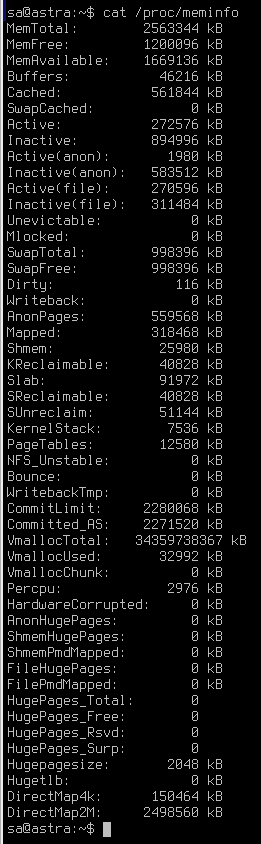 sa@astra:~$ cat /proc/meminfo
MemTotal:        2563344 kB
MemFree:         1200096 kB
MemAvailable:    1669136 kB
Buffers:           46216 kB
Cached:           561844 kB
SwapCached:            0 kB
Active:           272576 kB
Inactive:         894996 kB
Active(anon):       1980 kB
Inactive(anon):   583512 kB
Active(file):     270596 kB
Inactive(file):   311484 kB
Unevictable:           0 kB
Mlocked:               0 kB
SwapTotal:        998396 kB
SwapFree:         998396 kB
Dirty:               116 kB
Writeback:             0 kB
AnonPages:        559568 kB
Mapped:           318468 kB
Shmem:             25980 kB
KReclaimable:      40828 kB
Slab:              91972 kB
SReclaimable:      40828 kB
SUnreclaim:        51144 kB
KernelStack:        7536 kB
PageTables:        12580 kB
NFS_Unstable:          0 kB
Bounce:                0 kB
WritebackTmp:          0 kB
CommitLimit:     2280068 kB
Committed_AS:    2271520 kB
VmallocTotal:   34359738367 kB
VmallocUsed:       32992 kB
VmallocChunk:          0 kB
Percpu:             2976 kB
HardwareCorrupted:     0 kB
AnonHugePages:         0 kB
ShmemHugePages:        0 kB
ShmemPmdMapped:        0 kB
FileHugePages:         0 kB
FilePmdMapped:         0 kB
HugePages_Total:       0
HugePages_Free:        0
HugePages_Rsvd:        0
HugePages_Surp:        0
Hugepagesize:       2048 kB
Hugetlb:               0 kB
DirectMap4k:      150464 kB
DirectMap2M:     2498560 kB
sa@astra:~$